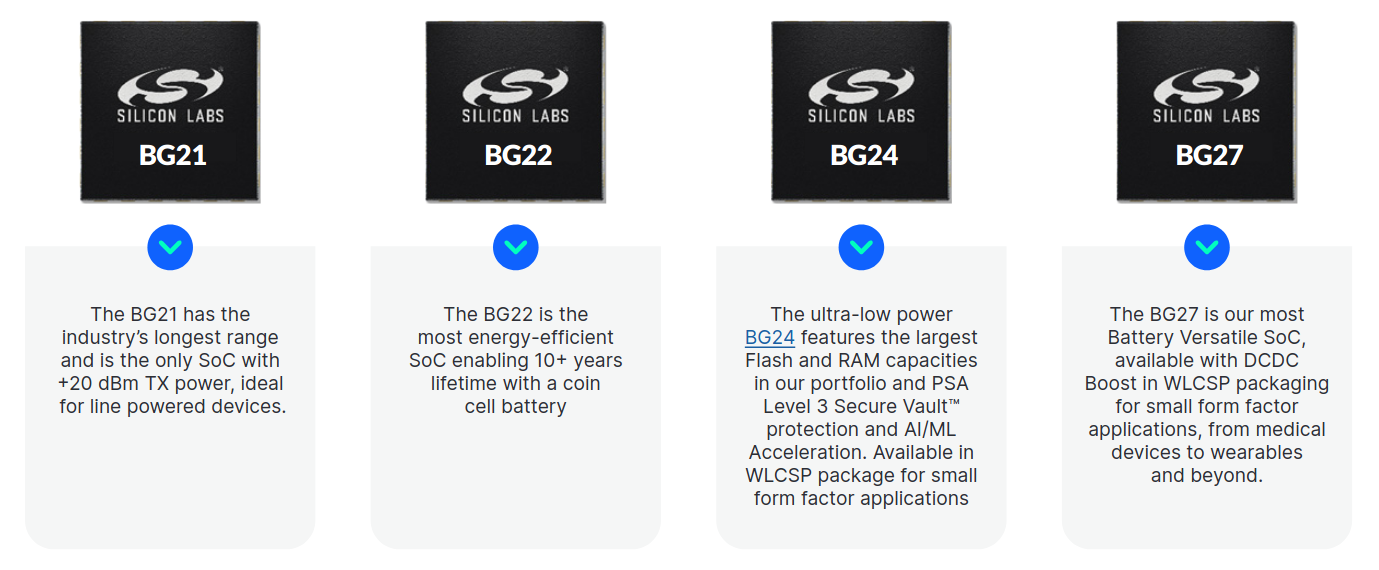 SILICON LABS
BG21
SILICON LABS
BG22
SILICON LABS
BG24
SILICON LABS
BG27
The BG21 has the
industry’s longest range
and is the only SoC with
+20 dBm TX power, ideal
for line powered devices.
The BG22 is the
most energy-efficient
SoC enabling 10+ years
lifetime with a coin
cell battery
The ultra-low power
BG24 features the largest
Flash and RAM capacities
in our portfolio and PSA
Level 3 Secure Vault™
protection and AI/ML
Acceleration. Available in
WLCSP package for small
form factor applications
The BG27 is our most
Battery Versatile SoC,
available with DCDC
Boost in WLCSP packaging
for small form factor
applications, from medical
devices to wearables
and beyond.